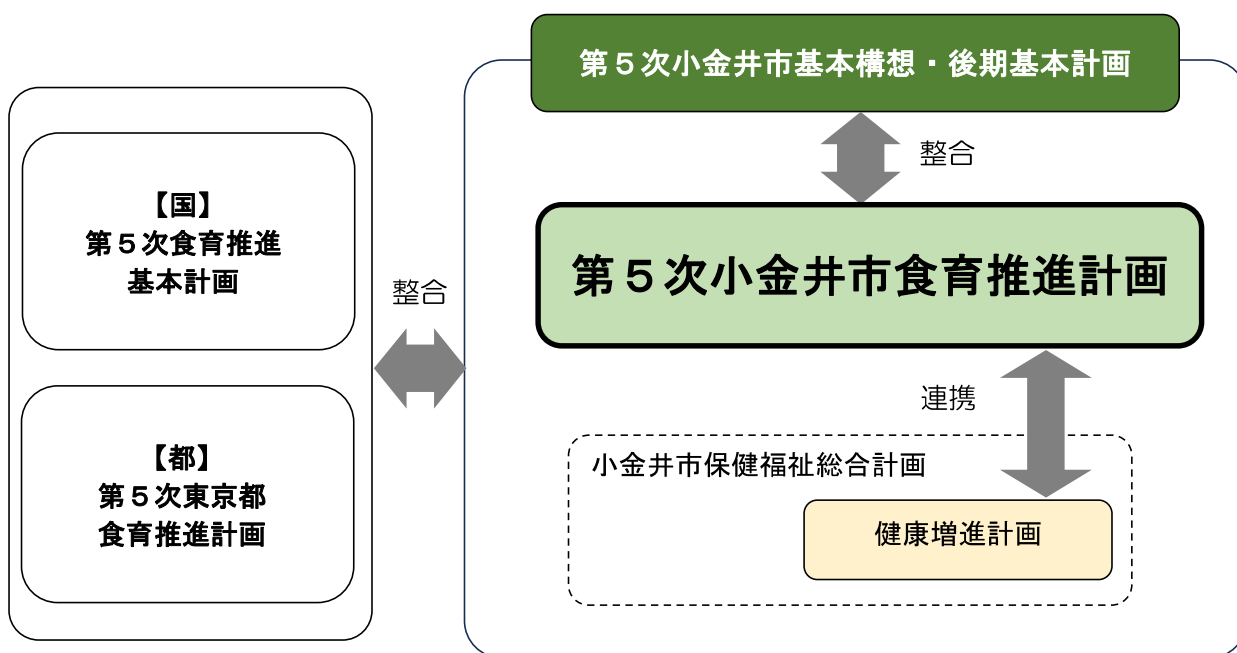 第５次小金井市基本構想・後期基本計画
整合
【国】
第５次食育推進
基本計画
整合
第５次小金井市食育推進計画
【都】
第５次東京都
食育推進計画
連携
小金井市保健福祉総合計画
健康増進計画